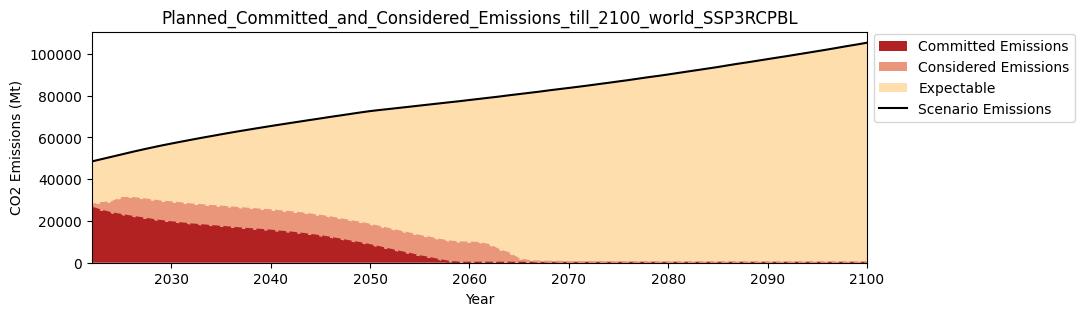 Planned_Committed_and_Considered_Emissions_till_2100_world_SSP3RCPBL
CO2 Emissions (Mt)
100000
80000
60000
40000
20000
0
2030 2040 2050 2060 2070 2080 2090 2100
Year
Committed Emissions
Considered Emissions
Expectable
Scenario Emissions